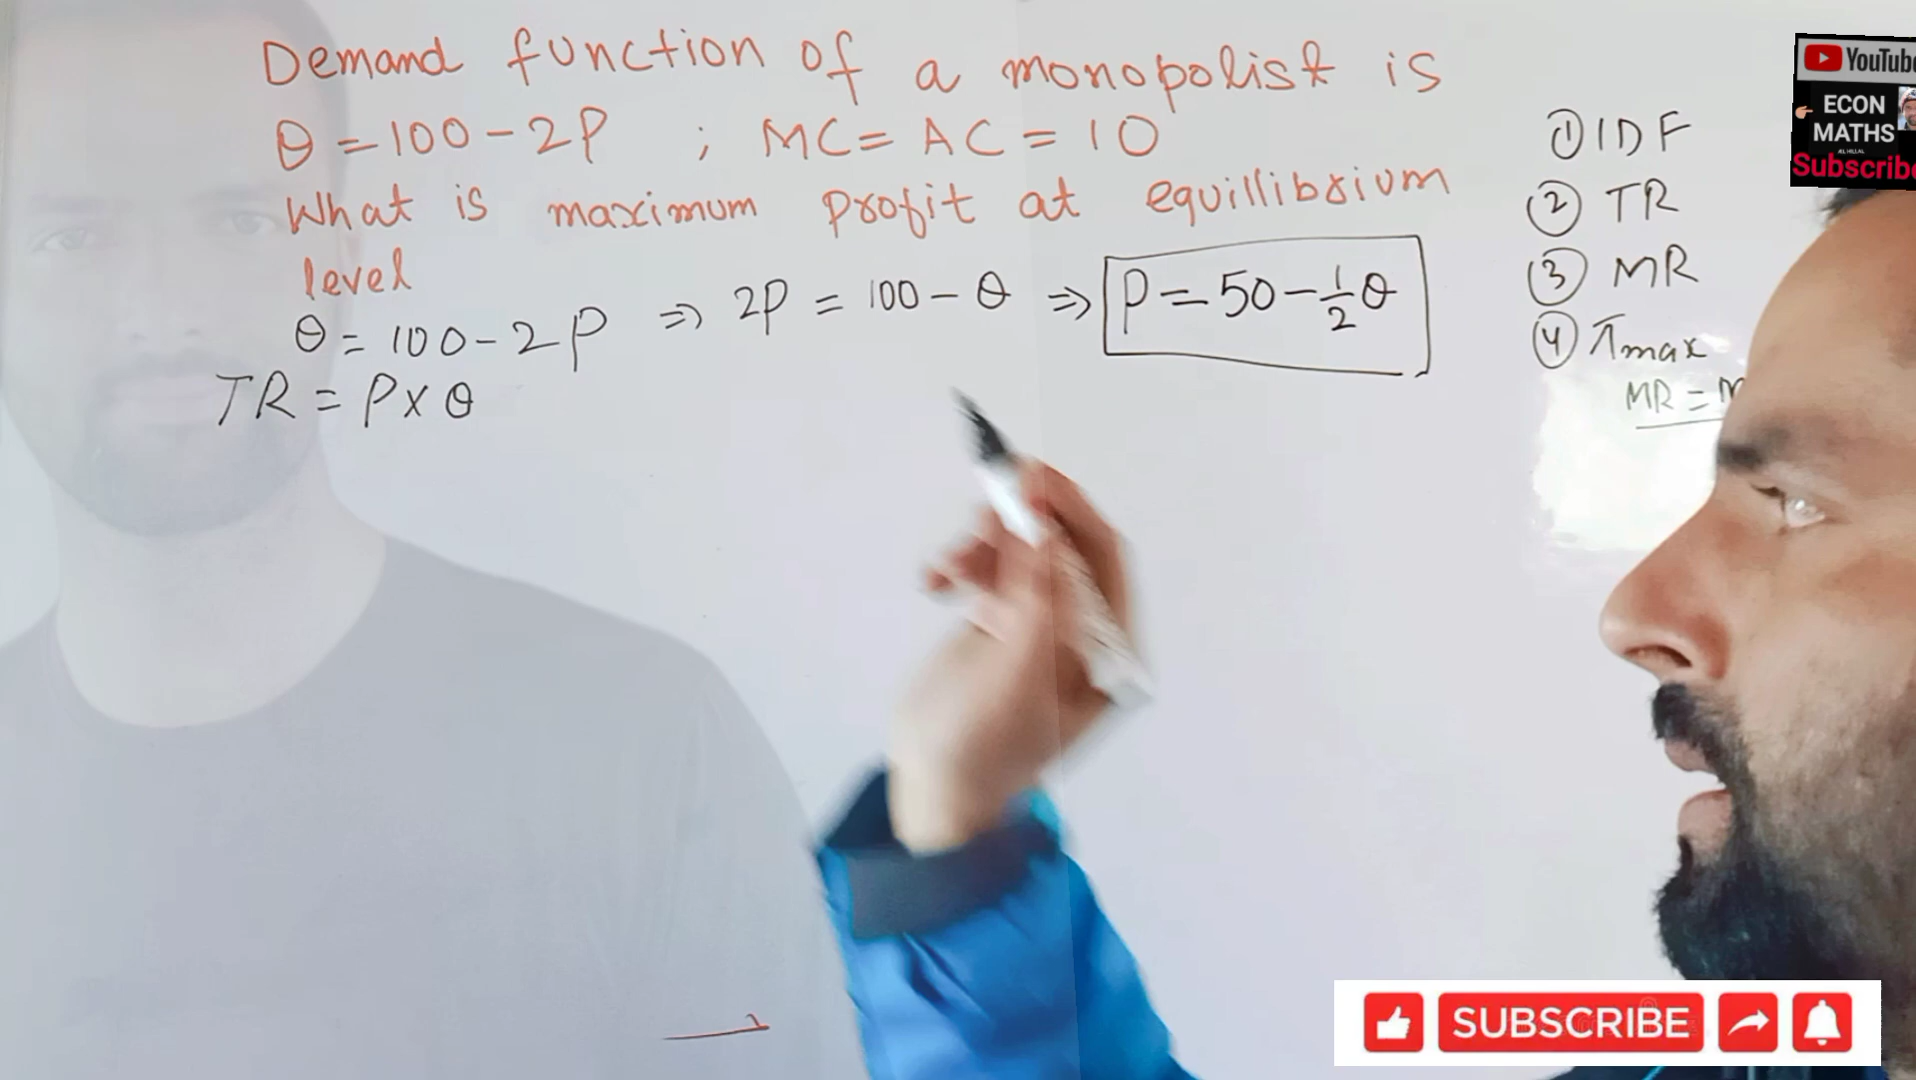 Demand function of a monopolist is
θ = 100 - 2P ; MC = AC = 10
What is maximum profit at equillibrium
level
θ = 100 - 2P ⇒ 2P = 100 - θ ⇒ P = 50 - 1/2 θ
TR = P x θ
① IDF
② TR
③ MR
④ πmax
MR =
YouTube
ECON
MATHS
Subscribe
SUBSCRIBE